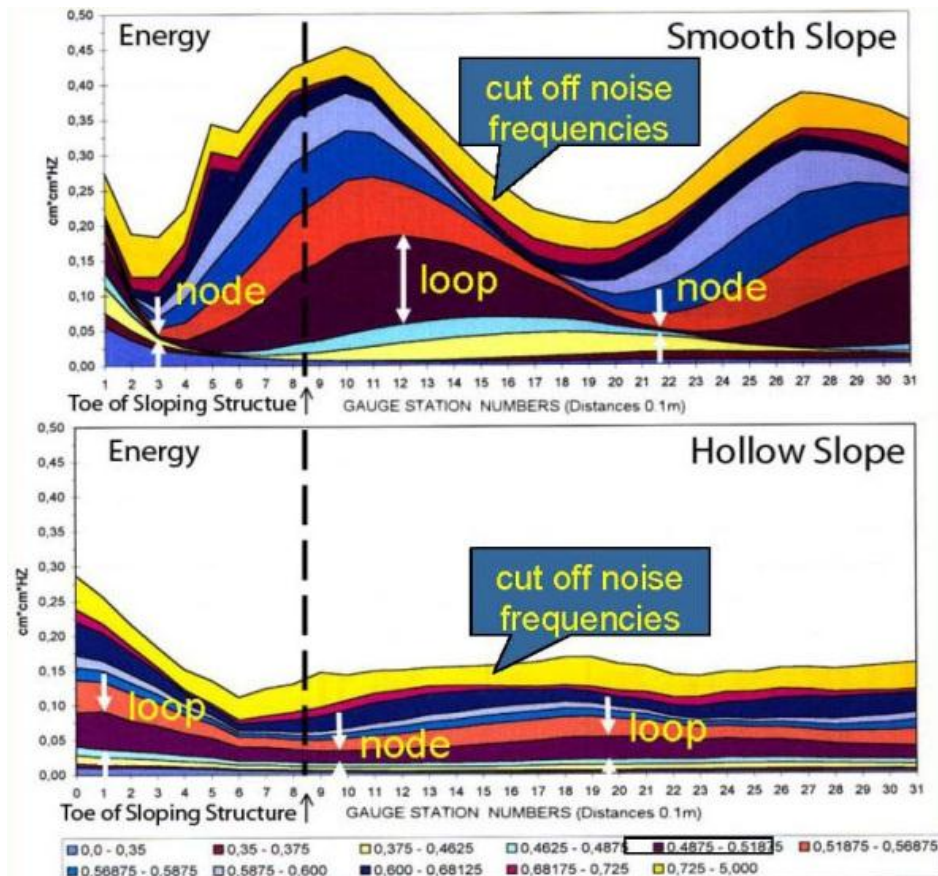 0,50
Energy
Smooth Slope
0,45
0,40
cut off noise
frequencies
0,35
0,30
0,25
cm*cm*HZ
0,20
0,15
node
loop
node
0,10
0,05
0,00
1 2 3 4 5 6 7 8 9 10 11 12 13 14 15 16 17 18 19 20 21 22 23 24 25 26 27 28 29 30 31
Toe of Sloping Structue
GAUGE STATION NUMBERS (Distances 0.1m)
0,50
Energy
Hollow Slope
0,45
0,40
0,35
cut off noise
frequencies
0,30
0,25
cm*cm*HZ
0,20
0,15
0,10
loop
node
loop
0,05
0,00
0 1 2 3 4 5 6 7 8 9 10 11 12 13 14 15 16 17 18 19 20 21 22 23 24 25 26 27 28 29 30 31
Toe of Sloping Structure
GAUGE STATION NUMBERS (Distances 0.1m)
0,0 - 0,35 0,35 - 0,375 0,375 - 0,4625 0,4625 - 0,4875 0,4875 - 0,51875 0,51875 - 0,56875
0,56875 - 0,5875 0,5875 - 0,600 0,600 - 0,68125 0,68175 - 0,725 0,725 - 5,000